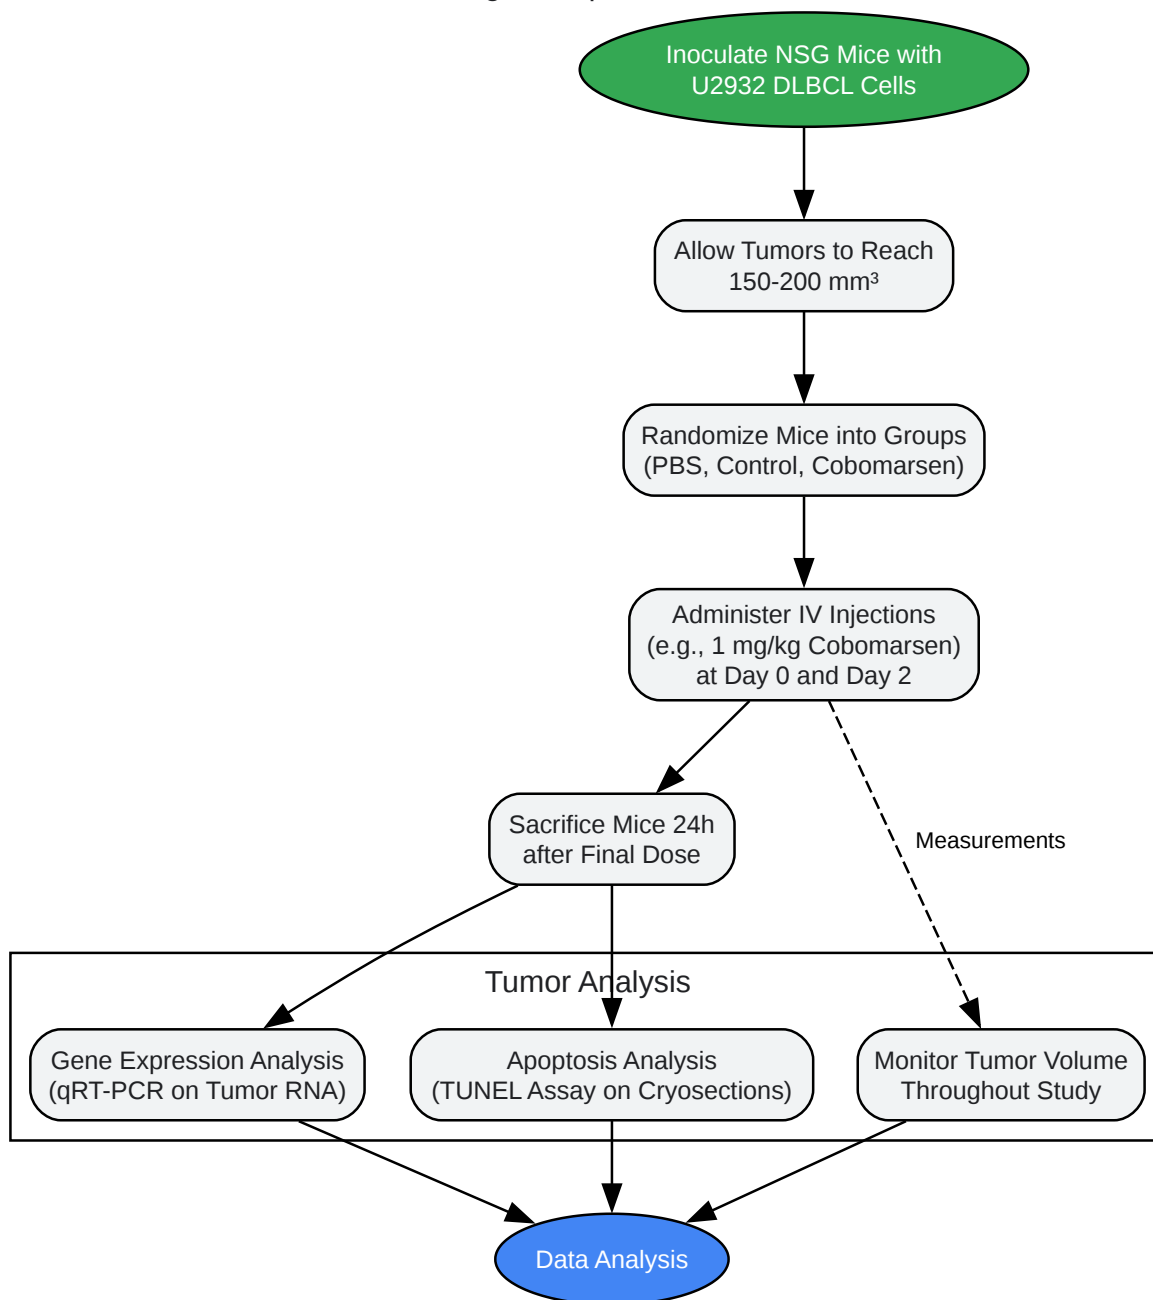 Inoculate NSG Mice with
U2932 DLBCL Cells
Allow Tumors to Reach
150-200 mm³
Randomize Mice into Groups
(PBS, Control, Cobomarsen)
Administer IV Injections
(e.g., 1 mg/kg Cobomarsen)
at Day 0 and Day 2
Sacrifice Mice 24h
after Final Dose
Measurements
Tumor Analysis
Gene Expression Analysis
(qRT-PCR on Tumor RNA)
Apoptosis Analysis
(TUNEL Assay on Cryosections)
Monitor Tumor Volume
Throughout Study
Data Analysis